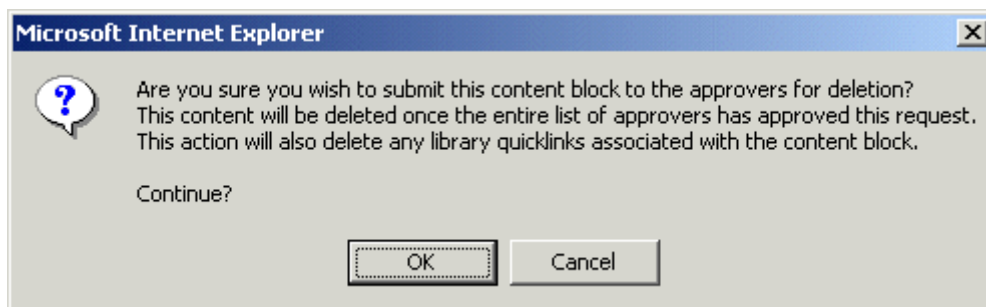 Microsoft Internet Explorer
Are you sure you wish to submit this content block to the approvers for deletion?
This content will be deleted once the entire list of approvers has approved this request.
This action will also delete any library quicklinks associated with the content block.
Continue?
OK
Cancel